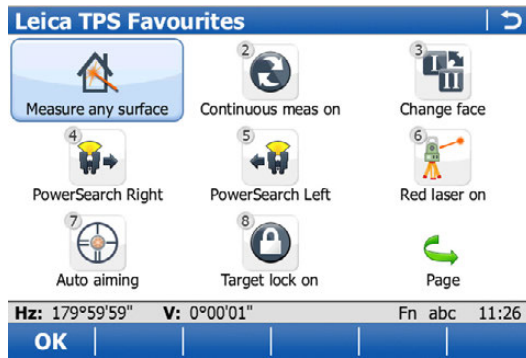 Leica TPS Favourites
2
3
Measure any surface
Continuous meas on
Change face
4
5
6
PowerSearch Right
PowerSearch Left
Red laser on
7
8
Auto aiming
Target lock on
Page
Hz: 179°59'59" V: 0°00'01" Fn abc 11:26
OK